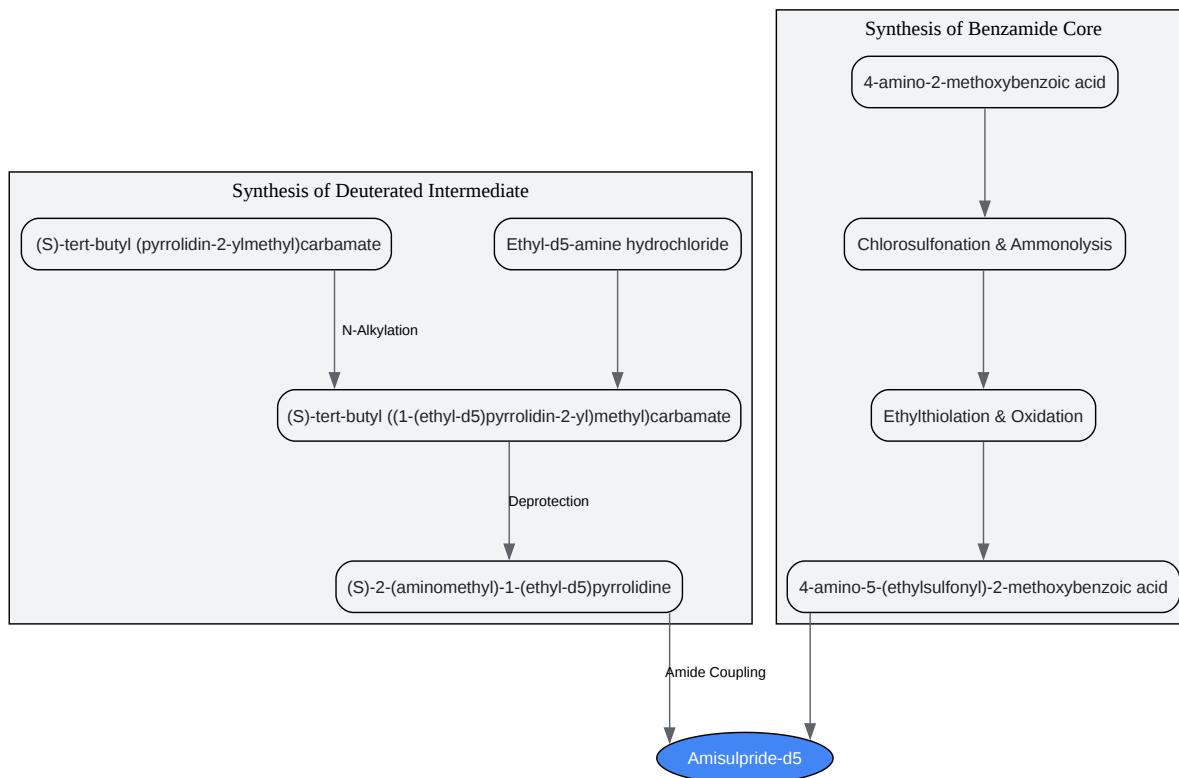 Synthesis of Benzamide Core
4-amino-2-methoxybenzoic acid
Synthesis of Deuterated Intermediate
(S)-tert-butyl (pyrrolidin-2-ylmethyl)carbamate
Ethyl-d5-amine hydrochloride
Chlorosulfonation & Ammonolysis
N-Alkylation
(S)-tert-butyl ((1-(ethyl-d5)pyrrolidin-2-yl)methyl)carbamate
Ethylthiolation & Oxidation
Deprotection
(S)-2-(aminomethyl)-1-(ethyl-d5)pyrrolidine
4-amino-5-(ethylsulfonyl)-2-methoxybenzoic acid
Amide Coupling
Amisulpride-d5